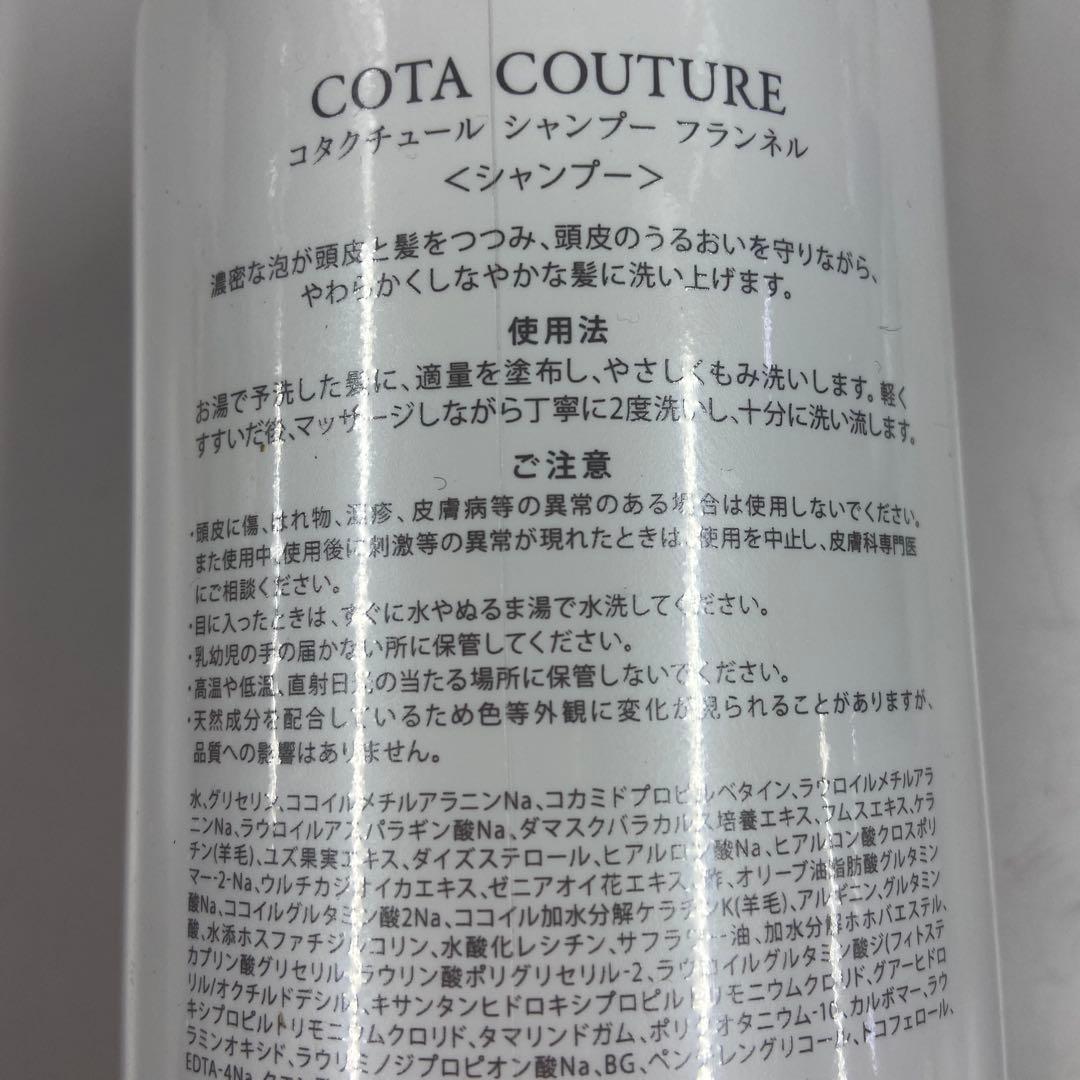 COTA COUTURE
コタクチュール シャンプー フランネル
＜シャンプー＞
濃密な泡が頭皮と髪をつつみ、頭皮のうるおいを守りながら、
やわらかくしなやかな髪に洗い上げます。
使用法
お湯で予洗した髪に、適量を塗布し、やさしくもみ洗いします。軽く
すすいだ後、マッサージしながら丁寧に2度洗いし、十分に洗い流します。
ご注意
・頭皮に傷、はれ物、湿疹、皮膚病等の異常のある場合は使用しないでください。
また使用中、使用後に刺激等の異常が現れたときは、使用を中止し、皮膚科専門医
にご相談ください。
・目に入ったときは、すぐに水やぬるま湯で水洗してください。
・乳幼児の手の届かない所に保管してください。
・高温や低温、直射日光の当たる場所に保管しないでください。
・天然成分を配合しているため色等外観に変化が見られることがありますが、
品質への影響はありません。
水、グリセリン、ココイルメチルアラニンNa、コカミドプロピルベタイン、ラウロイルメチルアラ
ニンNa、ラウロイルアスパラギン酸Na、ダマスクバラカルス培養エキス、フムスエキス、ケラ
チン(羊毛)、ユズ果実エキス、ダイズステロール、ヒアルロン酸Na、ヒアルロン酸クロスポリ
マー-2-Na、ウルチカジオイカエキス、ゼニアオイ花エキス、酢、オリーブ油脂肪酸グルタミン
酸Na、ココイルグルタミン酸2Na、ココイル加水分解ケラチンK(羊毛)、アルギニン、グルタミン
酸、水添ホスファチジルコリン、水酸化レシチン、サフラワー油、加水分解ホホバエステル、
カプリン酸グリセリル、ラウリン酸ポリグリセリル-2、ラウロイルグルタミン酸ジ(フィトステ
リル/オクチルドデシル)、キサンタンヒドロキシプロピルトリモニウムクロリド、グアーヒドロ
キシプロピルトリモニウムクロリド、タマリンドガム、ポリクオタニウム-10、カルボマー、ラウ
ラミンオキシド、ラウリミノジプロピオン酸Na、BG、ペンチレングリコール、トコフェロール、
EDTA-4Na、